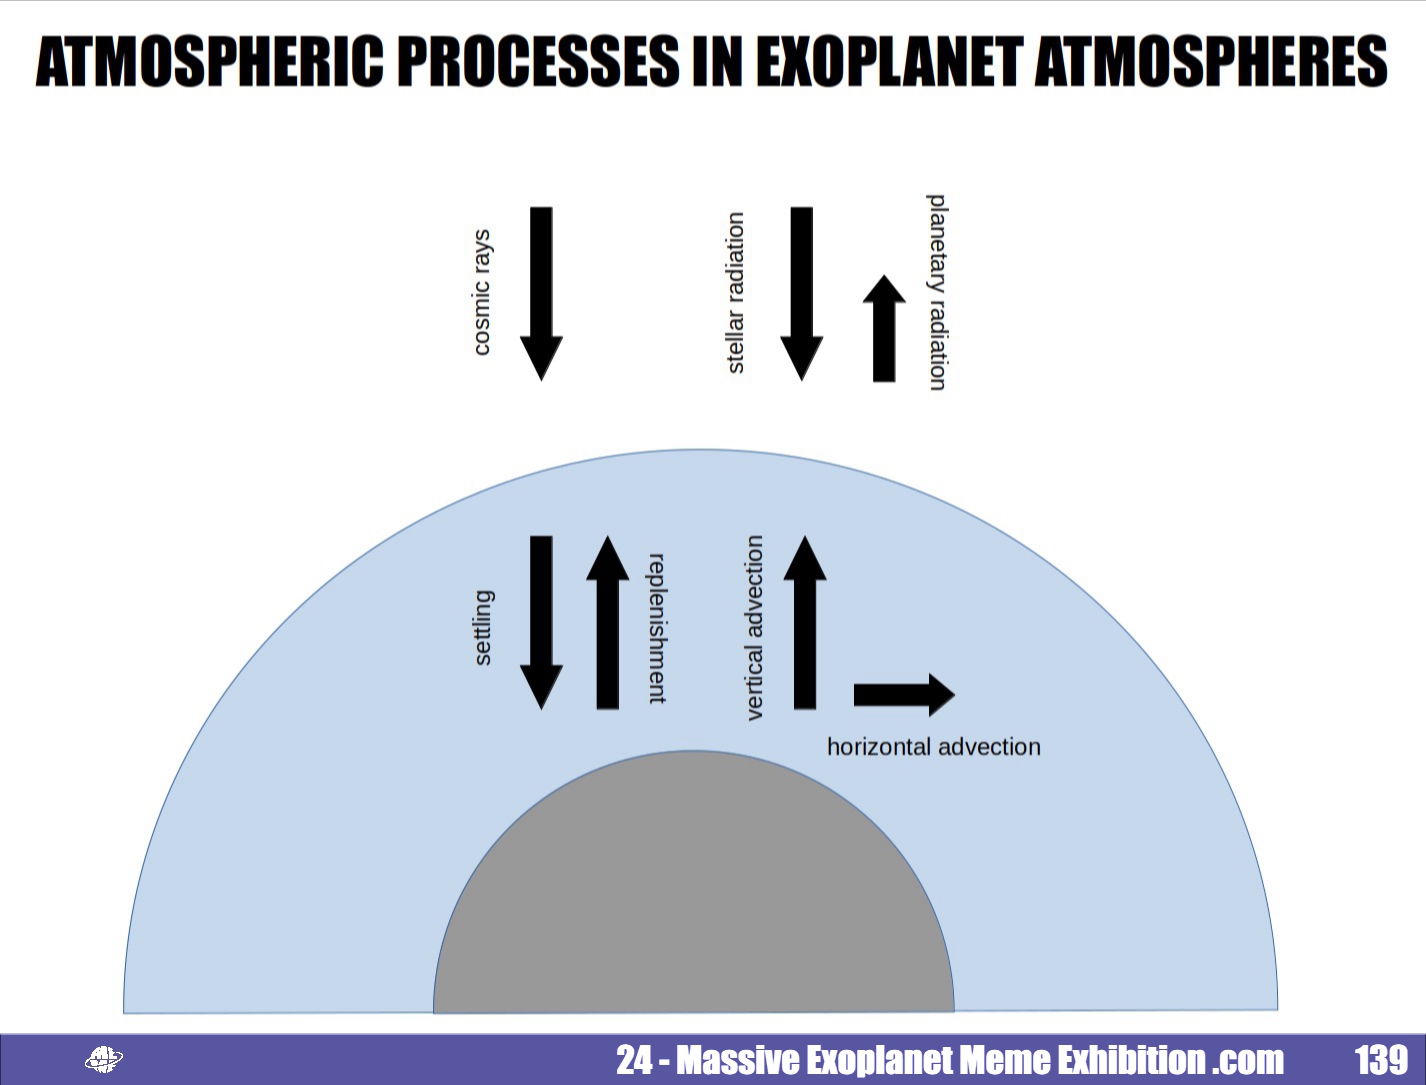 ATMOSPHERIC PROCESSES IN EXOPLANET ATMOSPHERES
cosmic rays
stellar radiation
planetary radiation
settling
replenishment
vertical advection
horizontal advection
24 - Massive Exoplanet Meme Exhibition .com
139